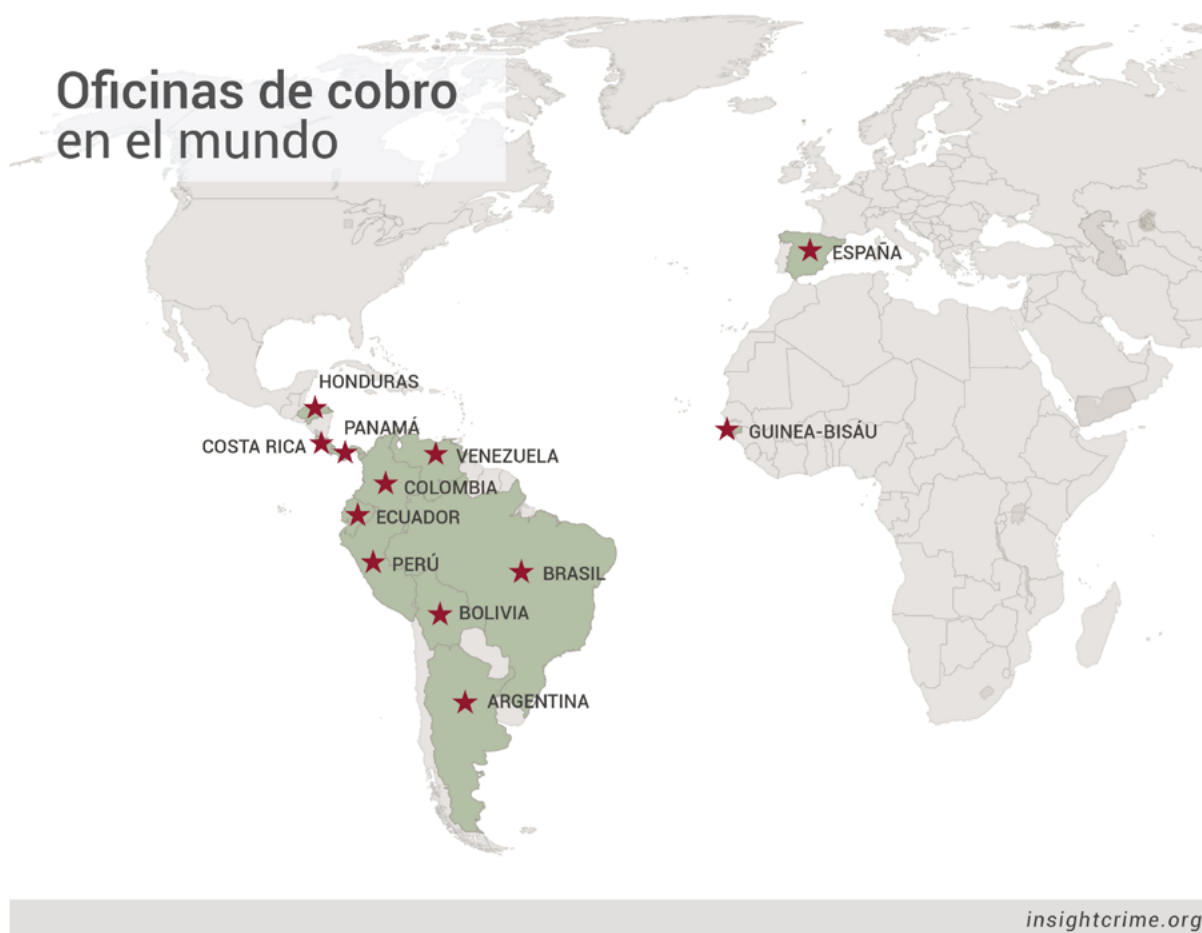 Oficinas de cobro
en el mundo
ESPAÑA
HONDURAS
PANAMÁ
GUINEA-BISÁU
COSTA RICA
VENEZUELA
COLOMBIA
ECUADOR
PERÚ
BRASIL
BOLIVIA
ARGENTINA
insightcrime.org